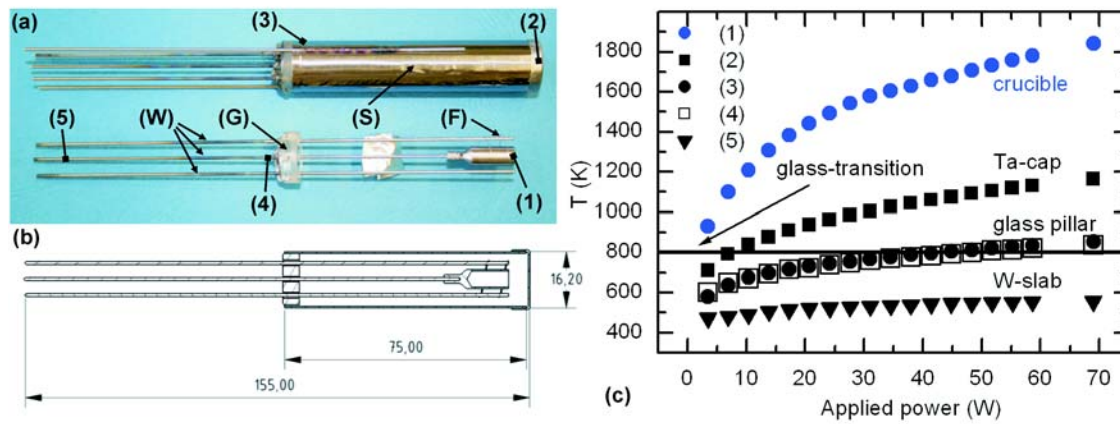 (a)
(3)
(2)
(5)
(W)
(G)
(S)
(F)
(4)
(1)
(b)
16,20
75,00
155,00
(c)
T (K)
1800
1600
1400
1200
1000
800
600
400
(1)
(2)
(3)
(4)
(5)
crucible
glass-transition
Ta-cap
glass pillar
W-slab
0 10 20 30 40 50 60 70
Applied power (W)